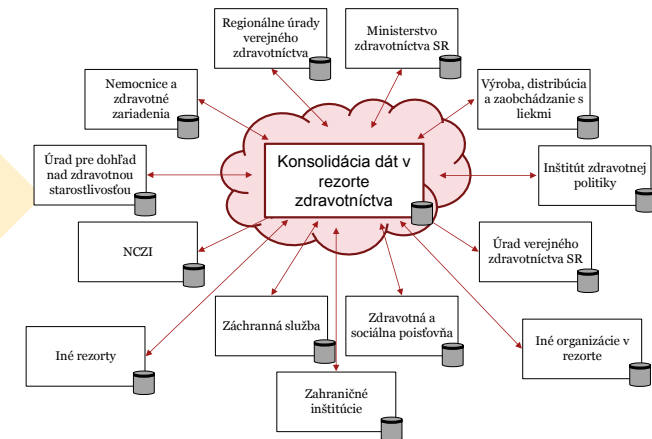 Regionálne úrady
verejného
zdravotníctva
Ministerstvo
zdravotníctva SR
Nemocnice a
zdravotné
zariadenia
Výroba, distribúcia
a zaobchádzanie s
liekmi
Úrad pre dohľad
nad zdravotnou
starostlivosťou
Konsolidácia dát v
rezorte
zdravotníctva
Inštitút zdravotnej
politiky
NCZI
Úrad verejného
zdravotníctva SR
Záchranná služba
Zdravotná a
sociálna poisťovňa
Iné rezorty
Iné organizácie v
rezorte
Zahraničné
inštitúcie